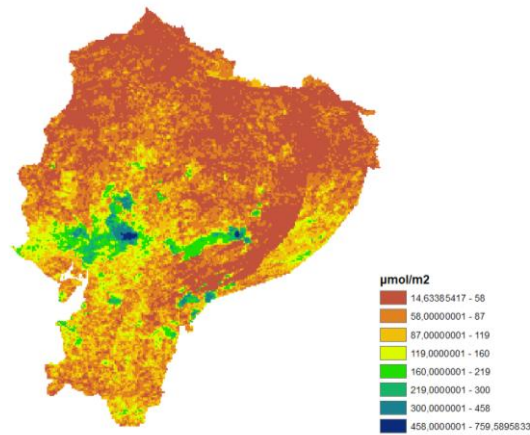 µmol/m2
14,63385417 - 58
58,00000001 - 87
87,00000001 - 119
119,0000001 - 160
160,0000001 - 219
219,0000001 - 300
300,0000001 - 458
458,0000001 - 759,5895833